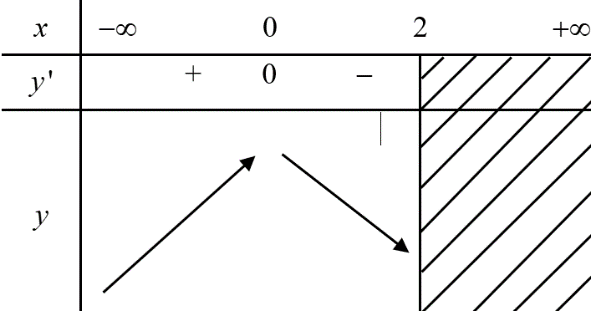 x −∞ 0 2 +∞
y' + 0 −
y